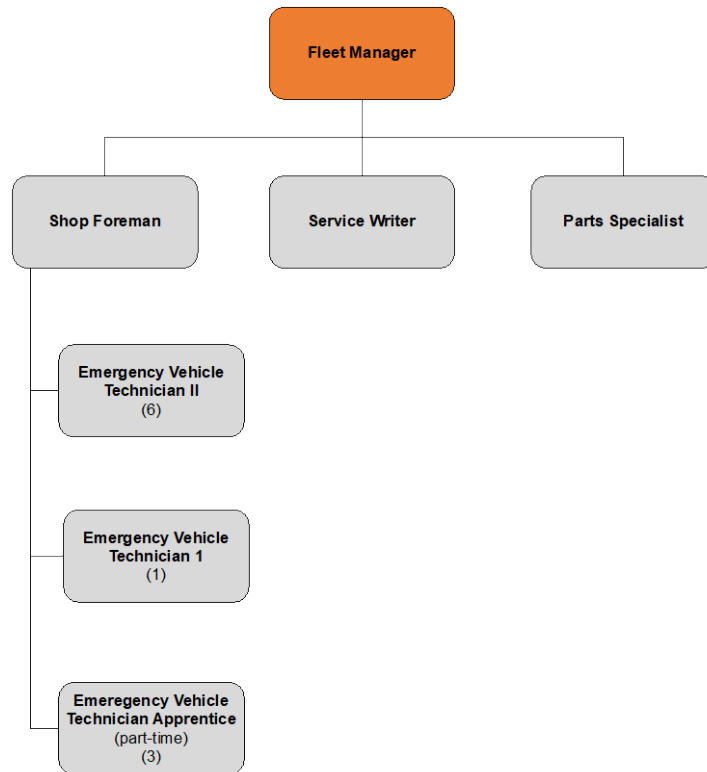 Fleet Manager
Shop Foreman
Service Writer
Parts Specialist
Emergency Vehicle
Technician II
(6)
Emergency Vehicle
Technician 1
(1)
Emeregency Vehicle
Technician Apprentice
(part-time)
(3)